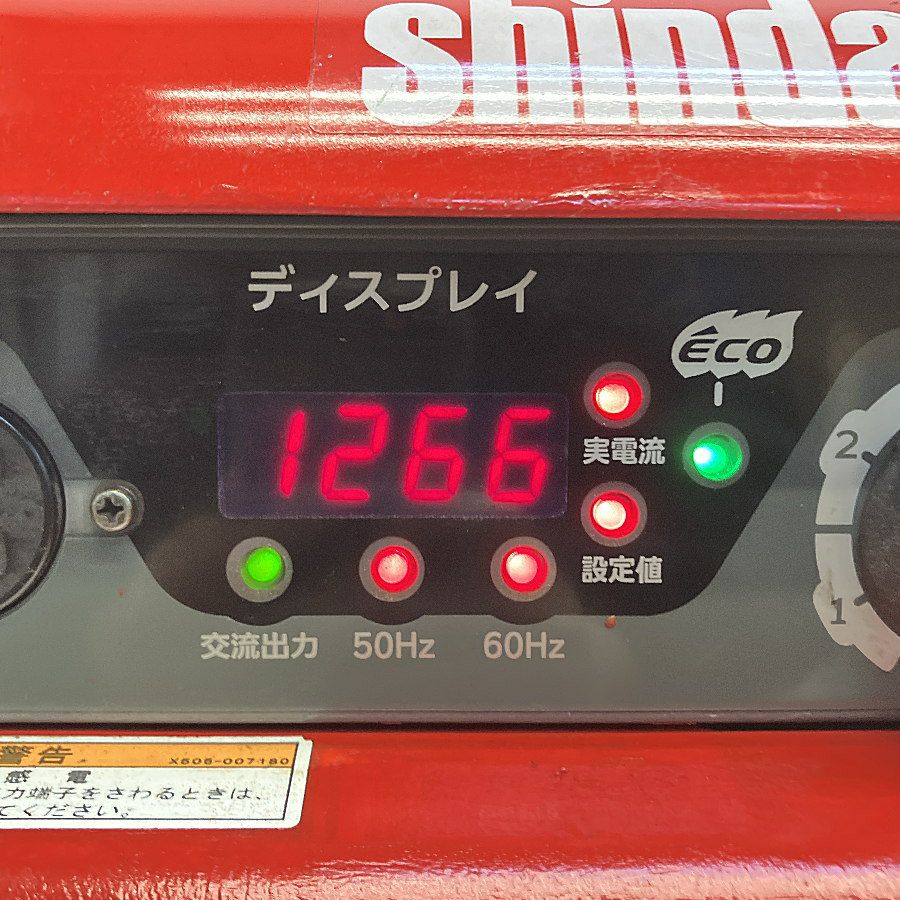 shinda
ディスプレイ
ECO
1266
実電流
2
設定値
1
交流出力 50Hz 60Hz
警告 X505-007180
感電
力端子をさわるときは、
てください。